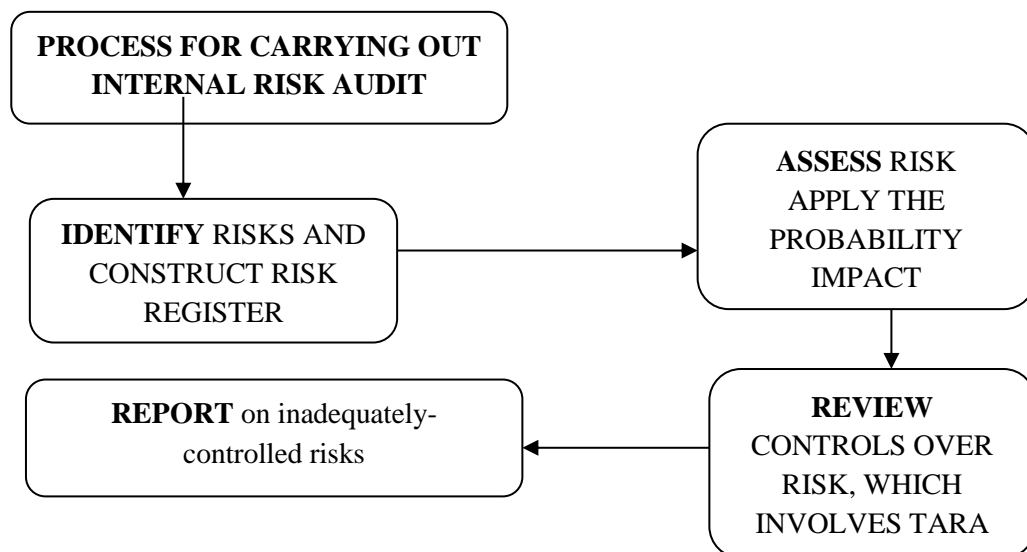 PROCESS FOR CARRYING OUT
INTERNAL RISK AUDIT
IDENTIFY RISKS AND
CONSTRUCT RISK
REGISTER
ASSESS RISK
APPLY THE
PROBABILITY
IMPACT
REVIEW
CONTROLS OVER
RISK, WHICH
INVOLVES TARA
REPORT on inadequately-
controlled risks